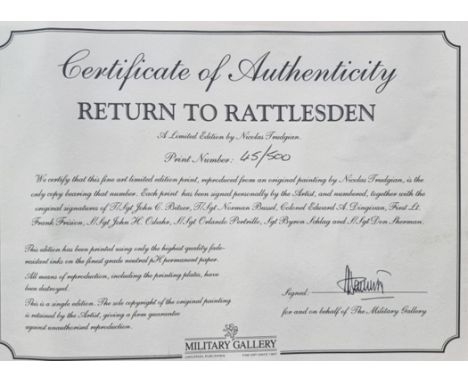 Certificate of Authenticity
RETURN TO RATTLESDEN
A Limited Edition by Nicolas Trudgian.
Print Number: 45/500
We certify that this fine art limited edition print, reproduced from an original painting by Nicolas Trudgian, is the
only copy bearing that number. Each print has been signed personally by the Artist, and numbered, together with the
original signatures of T/Sgt John C. Bitzer, T/Sgt Norman Bussel, Colonel Edward A. Dingivan, First Lt.
Frank Frision, M/Sgt John H. Osboke, S/Sgt Orlando Petrillo, Sgt Byron Schlag and M/Sgt Don Sherman.
This edition has been printed using only the highest quality fade-
resistant inks on the finest grade neutral pH permanent paper.
All means of reproduction, including the printing plates, have
been destroyed.
This is a single edition. The sole copyright of the original painting
is retained by the Artist, giving a firm guarantee
against unauthorised reproduction.
Signed
for and on behalf of The Military Gallery
MILITARY GALLERY